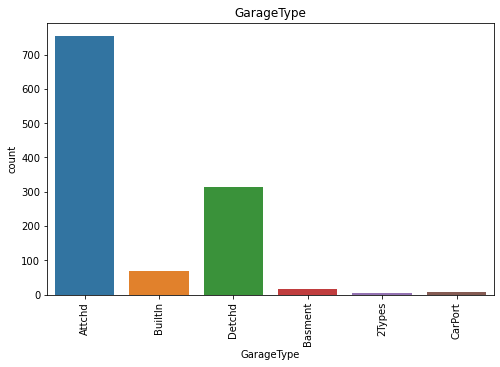 GarageType
700
600
500
400
300
200
100
0
count
Attchd
BuiltIn
Detchd
Basment
2Types
CarPort
GarageType